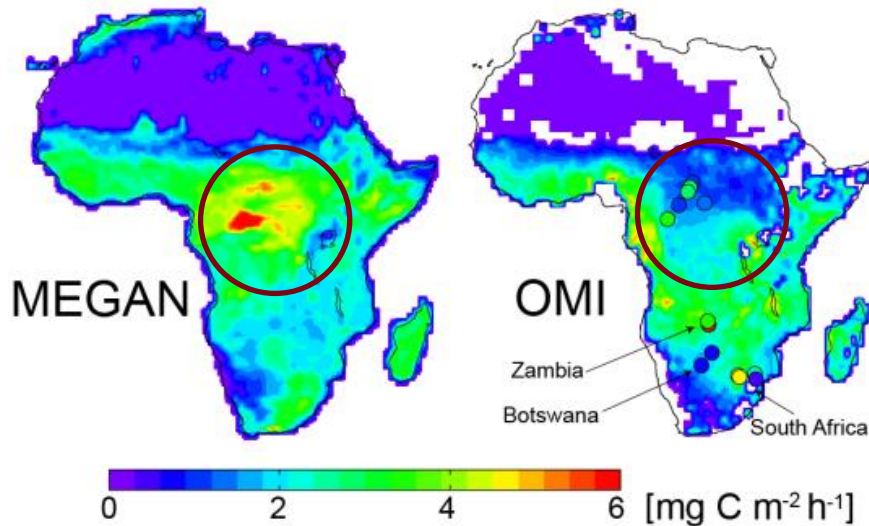 MEGAN
OMI
Zambia
Botswana
South Africa
0 2 4 6 [mg C m⁻² h⁻¹]